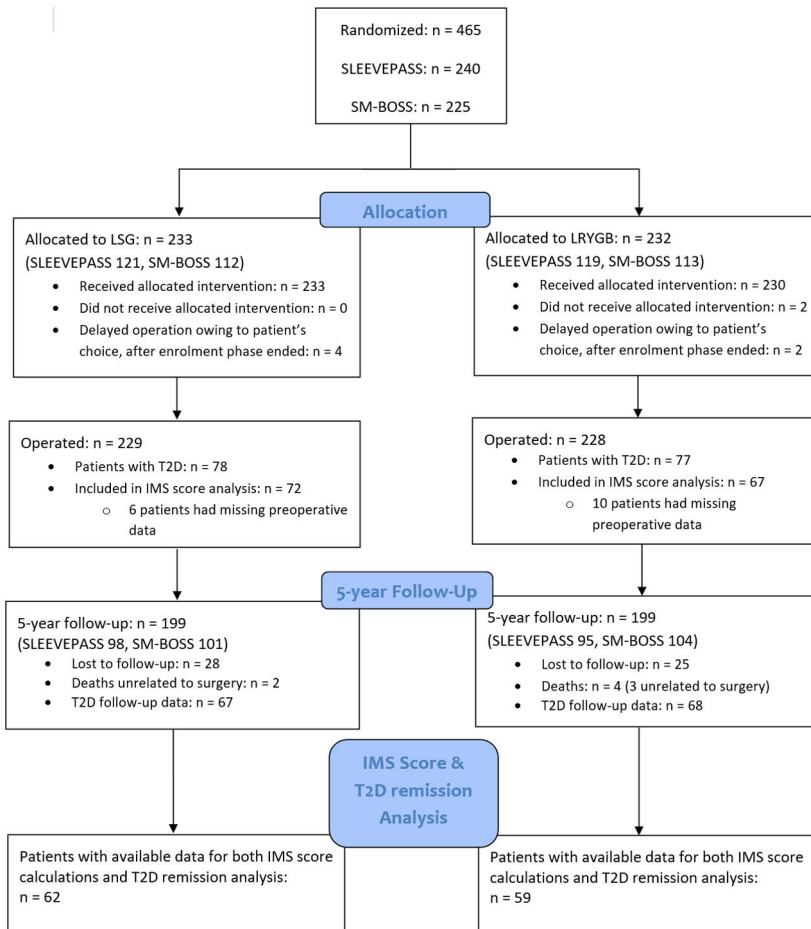 Randomized: n = 465
SLEEVEPASS: n = 240
SM-BOSS: n = 225
Allocation
Allocated to LSG: n = 233
(SLEEVEPASS 121, SM-BOSS 112)
• Received allocated intervention: n = 233
• Did not receive allocated intervention: n = 0
• Delayed operation owing to patient's
choice, after enrolment phase ended: n = 4
Allocated to LRYGB: n = 232
(SLEEVEPASS 119, SM-BOSS 113)
• Received allocated intervention: n = 230
• Did not receive allocated intervention: n = 2
• Delayed operation owing to patient's
choice, after enrolment phase ended: n = 2
Operated: n = 229
• Patients with T2D: n = 78
• Included in IMS score analysis: n = 72
o 6 patients had missing preoperative
data
Operated: n = 228
• Patients with T2D: n = 77
• Included in IMS score analysis: n = 67
o 10 patients had missing
preoperative data
5-year Follow-Up
5-year follow-up: n = 199
(SLEEVEPASS 98, SM-BOSS 101)
• Lost to follow-up: n = 28
• Deaths unrelated to surgery: n = 2
• T2D follow-up data: n = 67
5-year follow-up: n = 199
(SLEEVEPASS 95, SM-BOSS 104)
• Lost to follow-up: n = 25
• Deaths: n = 4 (3 unrelated to surgery)
• T2D follow-up data: n = 68
IMS Score &
T2D remission
Analysis
Patients with available data for both IMS score
calculations and T2D remission analysis:
n = 62
Patients with available data for both IMS score
calculations and T2D remission analysis:
n = 59